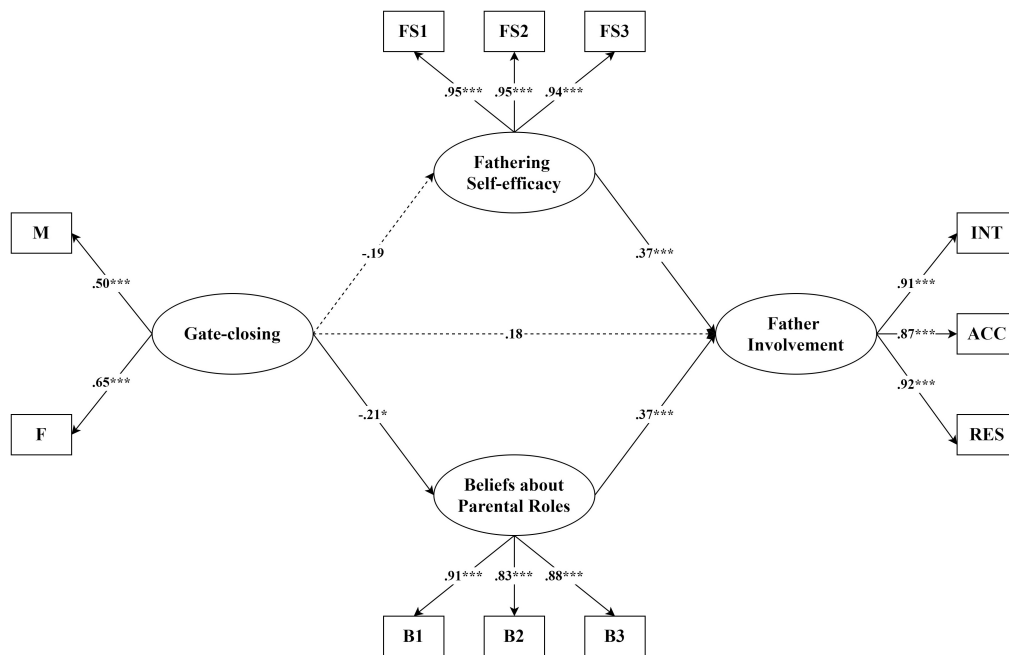 FS1 FS2 FS3
.95*** .95*** .94***
Fathering
Self-efficacy
M
INT
-.19
.37***
.50***
.91***
Gate-closing
.18
Father
Involvement
.87*** ACC
.65***
.92***
-.21*
.37***
F
RES
Beliefs about
Parental Roles
.91*** .83*** .88***
B1 B2 B3